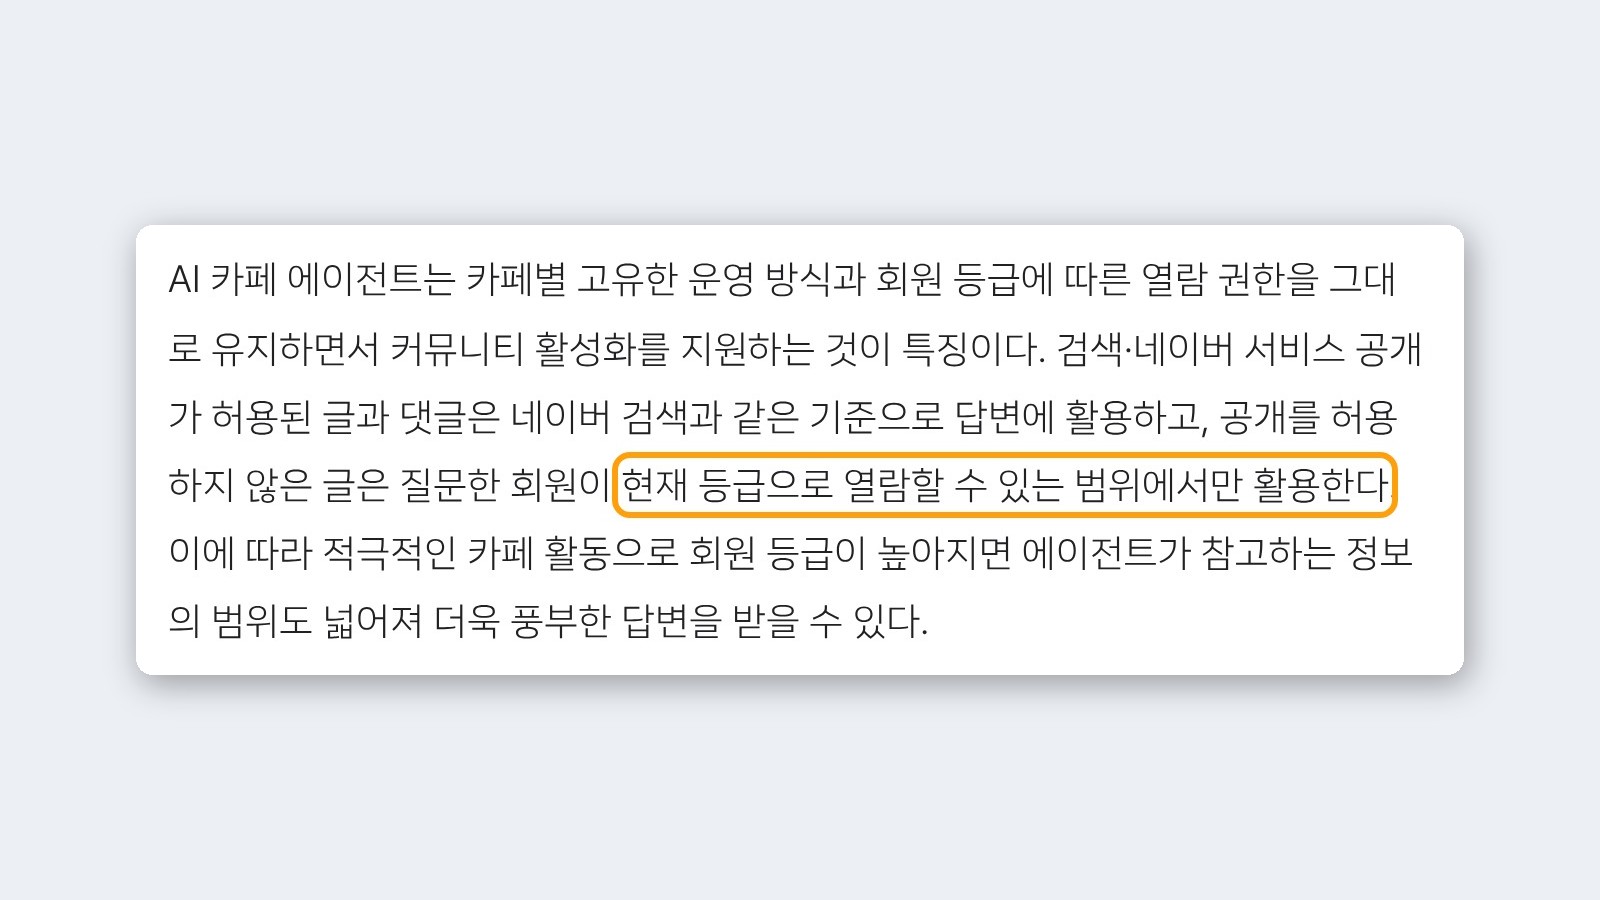 AI 카페 에이전트는 카페별 고유한 운영 방식과 회원 등급에 따른 열람 권한을 그대
로 유지하면서 커뮤니티 활성화를 지원하는 것이 특징이다. 검색·네이버 서비스 공개
가 허용된 글과 댓글은 네이버 검색과 같은 기준으로 답변에 활용하고, 공개를 허용
하지 않은 글은 질문한 회원이 현재 등급으로 열람할 수 있는 범위에서만 활용한다.
이에 따라 적극적인 카페 활동으로 회원 등급이 높아지면 에이전트가 참고하는 정보
의 범위도 넓어져 더욱 풍부한 답변을 받을 수 있다.